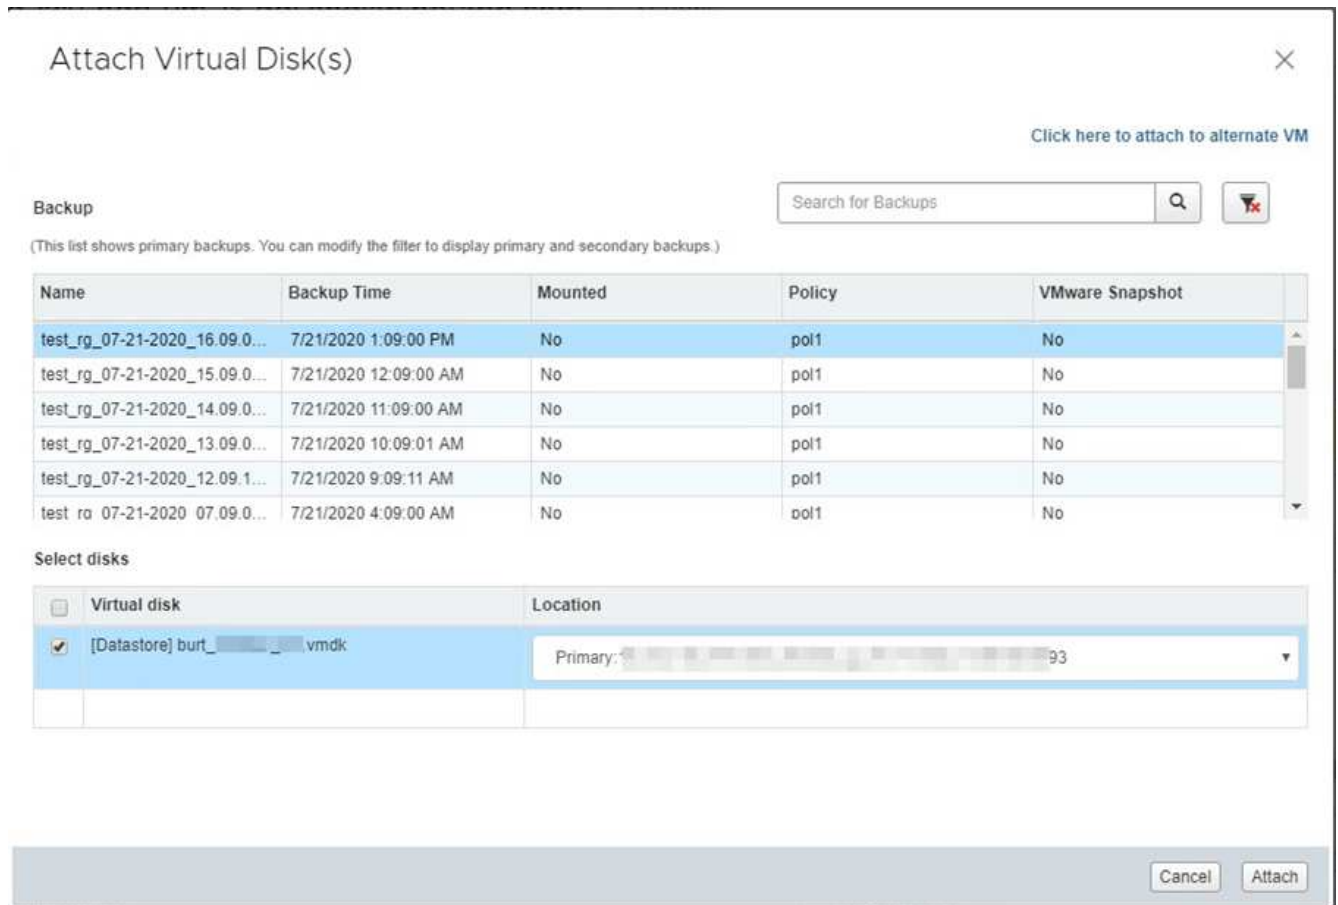 Attach Virtual Disk(s)
Click here to attach to alternate VM
Backup
Search for Backups
(This list shows primary backups. You can modify the filter to display primary and secondary backups.)
Name Backup Time Mounted Policy VMware Snapshot
test_rg_07-21-2020_16.09.0... 7/21/2020 1:09:00 PM No pol1 No
test_rg_07-21-2020_15.09.0... 7/21/2020 12:09:00 AM No pol1 No
test_rg_07-21-2020_14.09.0... 7/21/2020 11:09:00 AM No pol1 No
test_rg_07-21-2020_13.09.0... 7/21/2020 10:09:01 AM No pol1 No
test_rg_07-21-2020_12.09.1... 7/21/2020 9:09:11 AM No pol1 No
test_rg_07-21-2020_07.09.0... 7/21/2020 4:09:00 AM No pol1 No
Select disks
Virtual disk Location
[Datastore] burt_ _ .vmdk Primary: 93
Cancel Attach